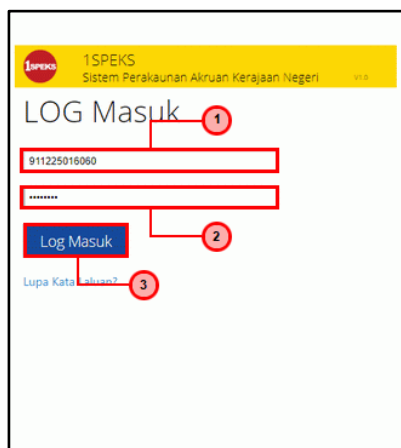 1SPEKS
1SPEKS
Sistem Perakaunan Akruan Kerajaan Negeri V1.0
LOG Masuk
1
911225016060
••••••••
2
Log Masuk
Lupa Kata Laluan?
3